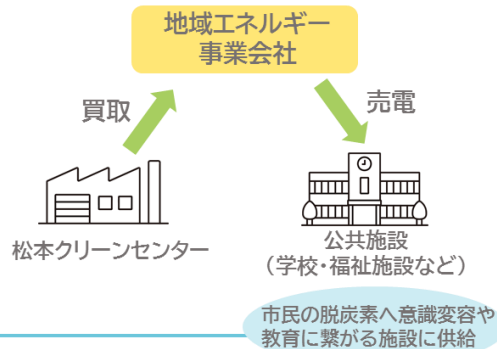 地域エネルギー
事業会社
買取
売電
松本クリーンセンター
公共施設
（学校・福祉施設など）
市民の脱炭素へ意識変容や
教育に繋がる施設に供給